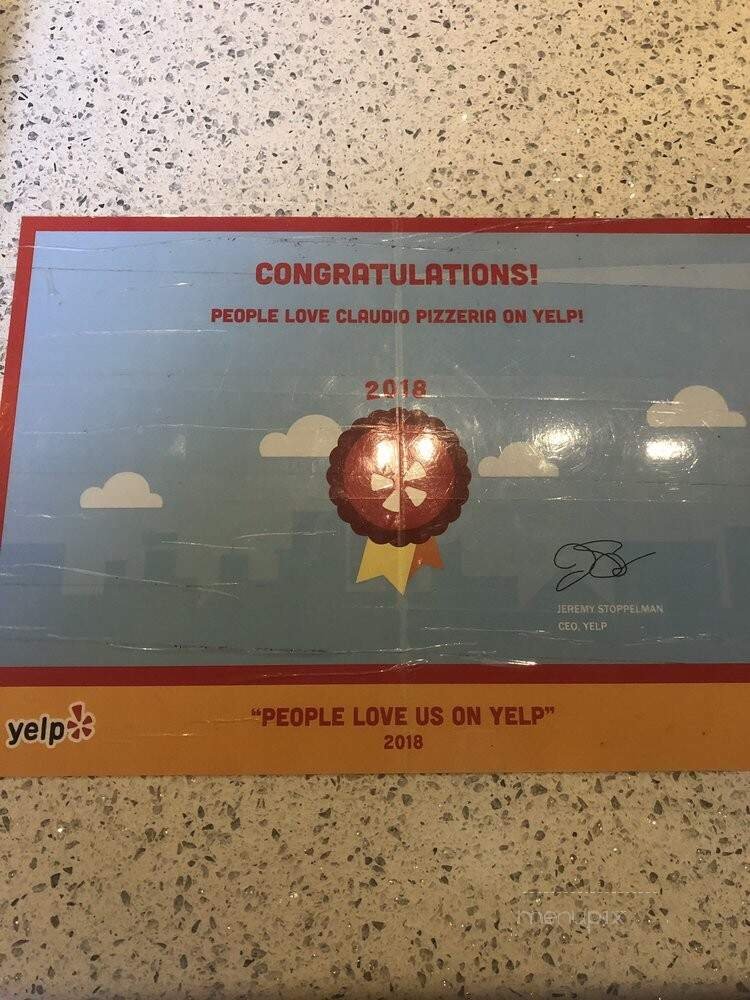 CONGRATULATIONS!
PEOPLE LOVE CLAUDIO PIZZERIA ON YELP!
2018
JEREMY STOPPELMAN
CEO, YELP
yelp
"PEOPLE LOVE US ON YELP"
2018
menupix